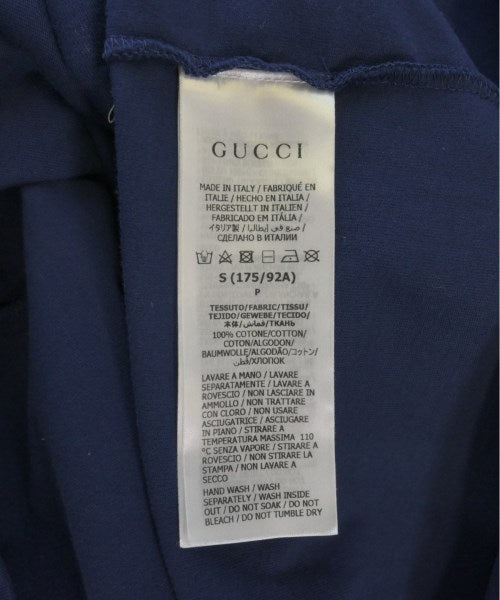 GUCCI
MADE IN ITALY / FABRIQUÉ EN
ITALIE / HECHO EN ITALIA /
HERGESTELLT IN ITALIEN /
FABRICADO EM ITÁLIA /
イタリア製 / صنع في إيطاليا /
СДЕЛАНО В ИТАЛИИ
S (175/92A)
P
TESSUTO/FABRIC/TISSU/
TEJIDO/GEWEBE/TECIDO/
本体/قماش/ТКАНЬ
100% COTONE/COTTON/
COTON/ALGODON/
BAUMWOLLE/ALGODÃO/コットン/
قطن/ХЛОПОК
LAVARE A MANO / LAVARE
SEPARATAMENTE / LAVARE A
ROVESCIO / NON LASCIARE IN
AMMOLLO / NON TRATTARE
CON CLORO / NON USARE
ASCIUGATRICE / ASCIUGARE
IN PIANO / STIRARE A
TEMPERATURA MASSIMA 110
°C SENZA VAPORE / STIRARE A
ROVESCIO / NON STIRARE LA
STAMPA / NON LAVARE A
SECCO
HAND WASH / WASH
SEPARATELY / WASH INSIDE
OUT / DO NOT SOAK / DO NOT
BLEACH / DO NOT TUMBLE DRY